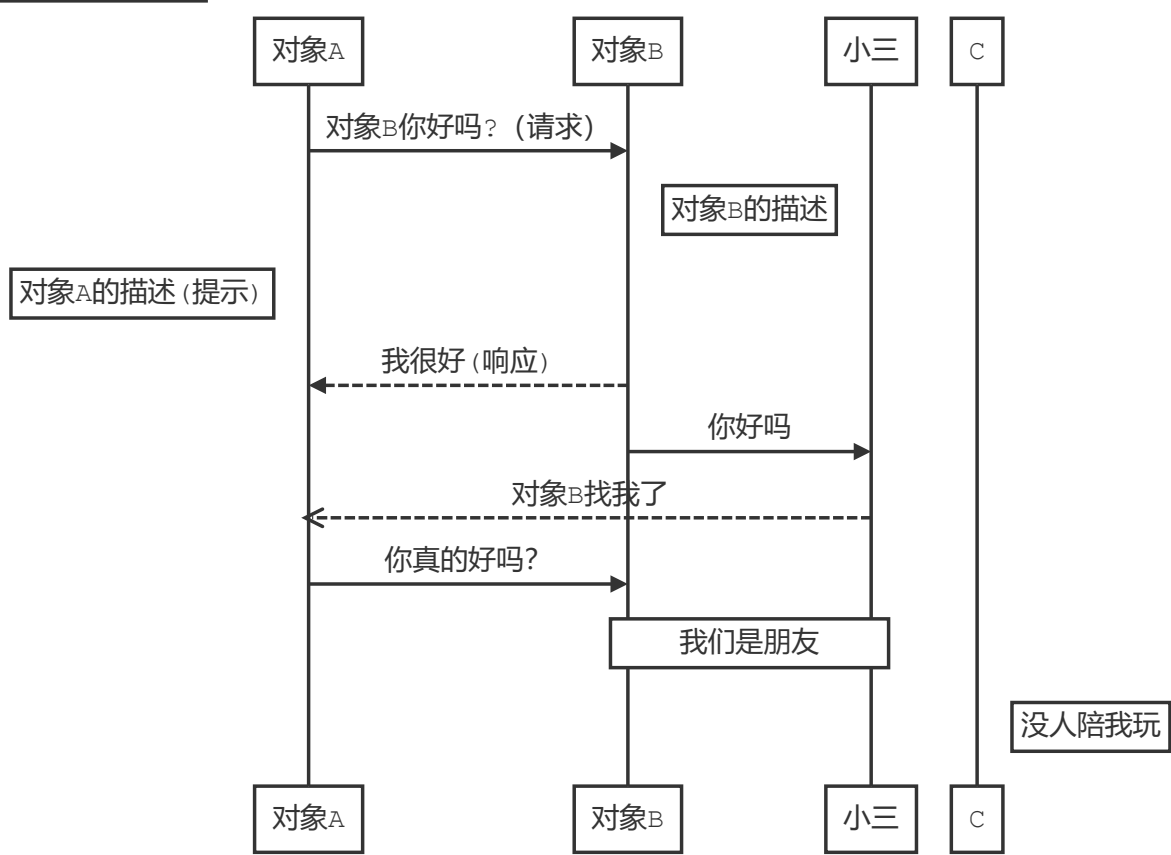 对象A
对象B
小三
C
对象B你好吗?（请求）
对象B的描述
对象A的描述(提示)
我很好(响应)
你好吗
对象B找我了
你真的好吗？
我们是朋友
没人陪我玩
对象A
对象B
小三
C